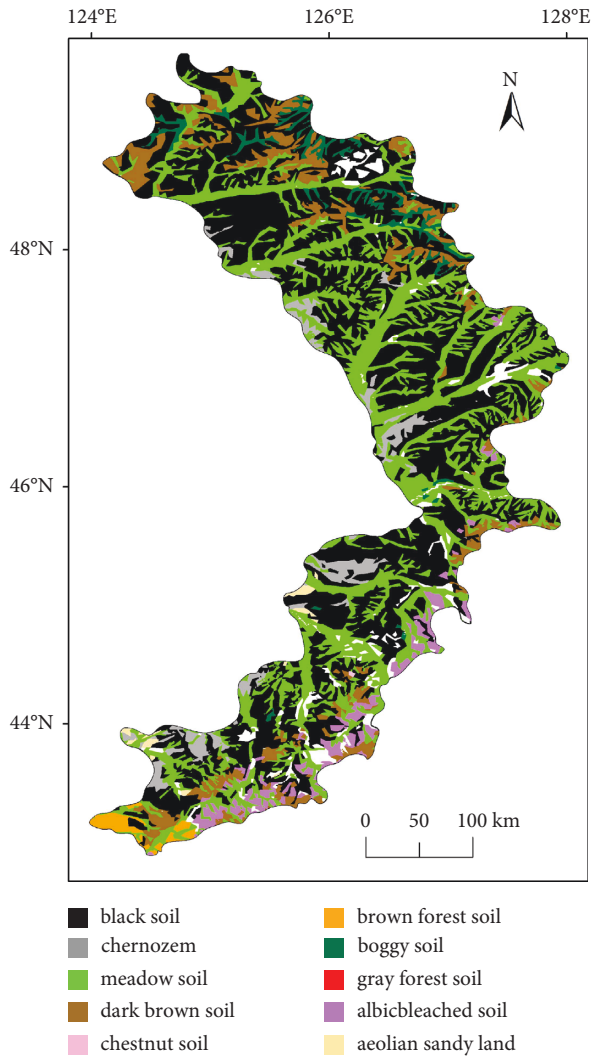 124°E 126°E 128°E
N
48°N
46°N
44°N
0 50 100 km
black soil
chernozem
meadow soil
dark brown soil
chestnut soil
brown forest soil
boggy soil
gray forest soil
albicbleached soil
aeolian sandy land